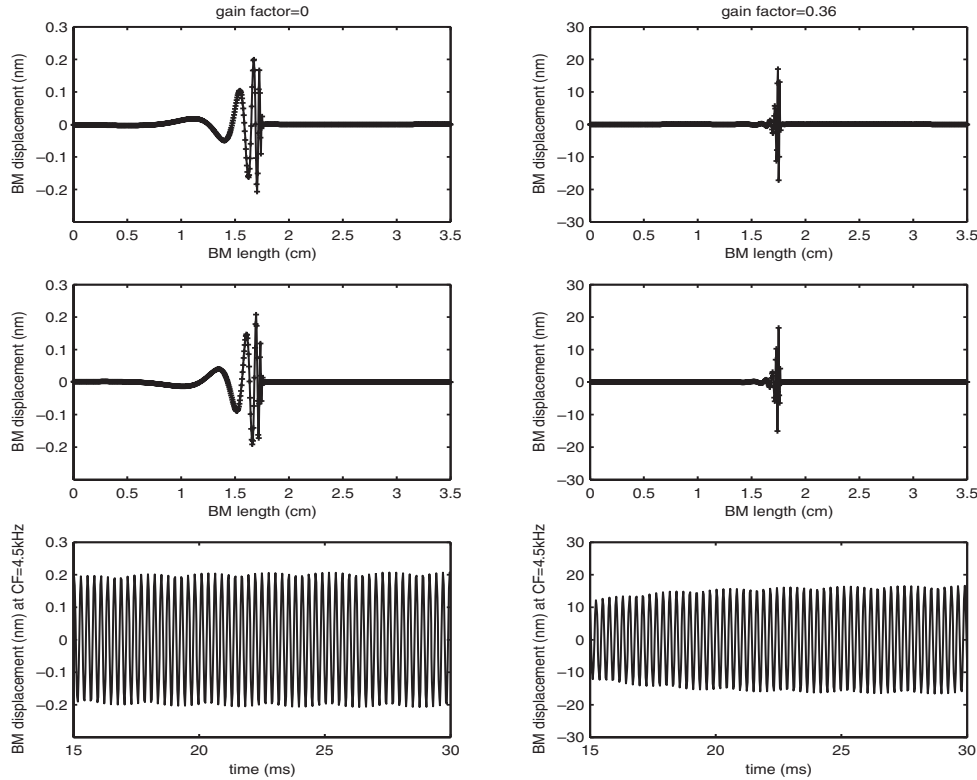 gain factor=0
0.3
0.2
0.1
0
−0.1
−0.2
BM displacement (nm)
0 0.5 1 1.5 2 2.5 3 3.5
BM length (cm)
gain factor=0.36
30
20
10
0
−10
−20
−30
BM displacement (nm)
0 0.5 1 1.5 2 2.5 3 3.5
BM length (cm)
0.3
0.2
0.1
0
−0.1
−0.2
BM displacement (nm)
0 0.5 1 1.5 2 2.5 3 3.5
BM length (cm)
30
20
10
0
−10
−20
−30
BM displacement (nm)
0 0.5 1 1.5 2 2.5 3 3.5
BM length (cm)
0.3
0.2
0.1
0
−0.1
−0.2
BM displacement (nm) at CF=4.5kHz
15 20 25 30
time (ms)
30
20
10
0
−10
−20
−30
BM displacement (nm) at CF=4.5kHz
15 20 25 30
time (ms)